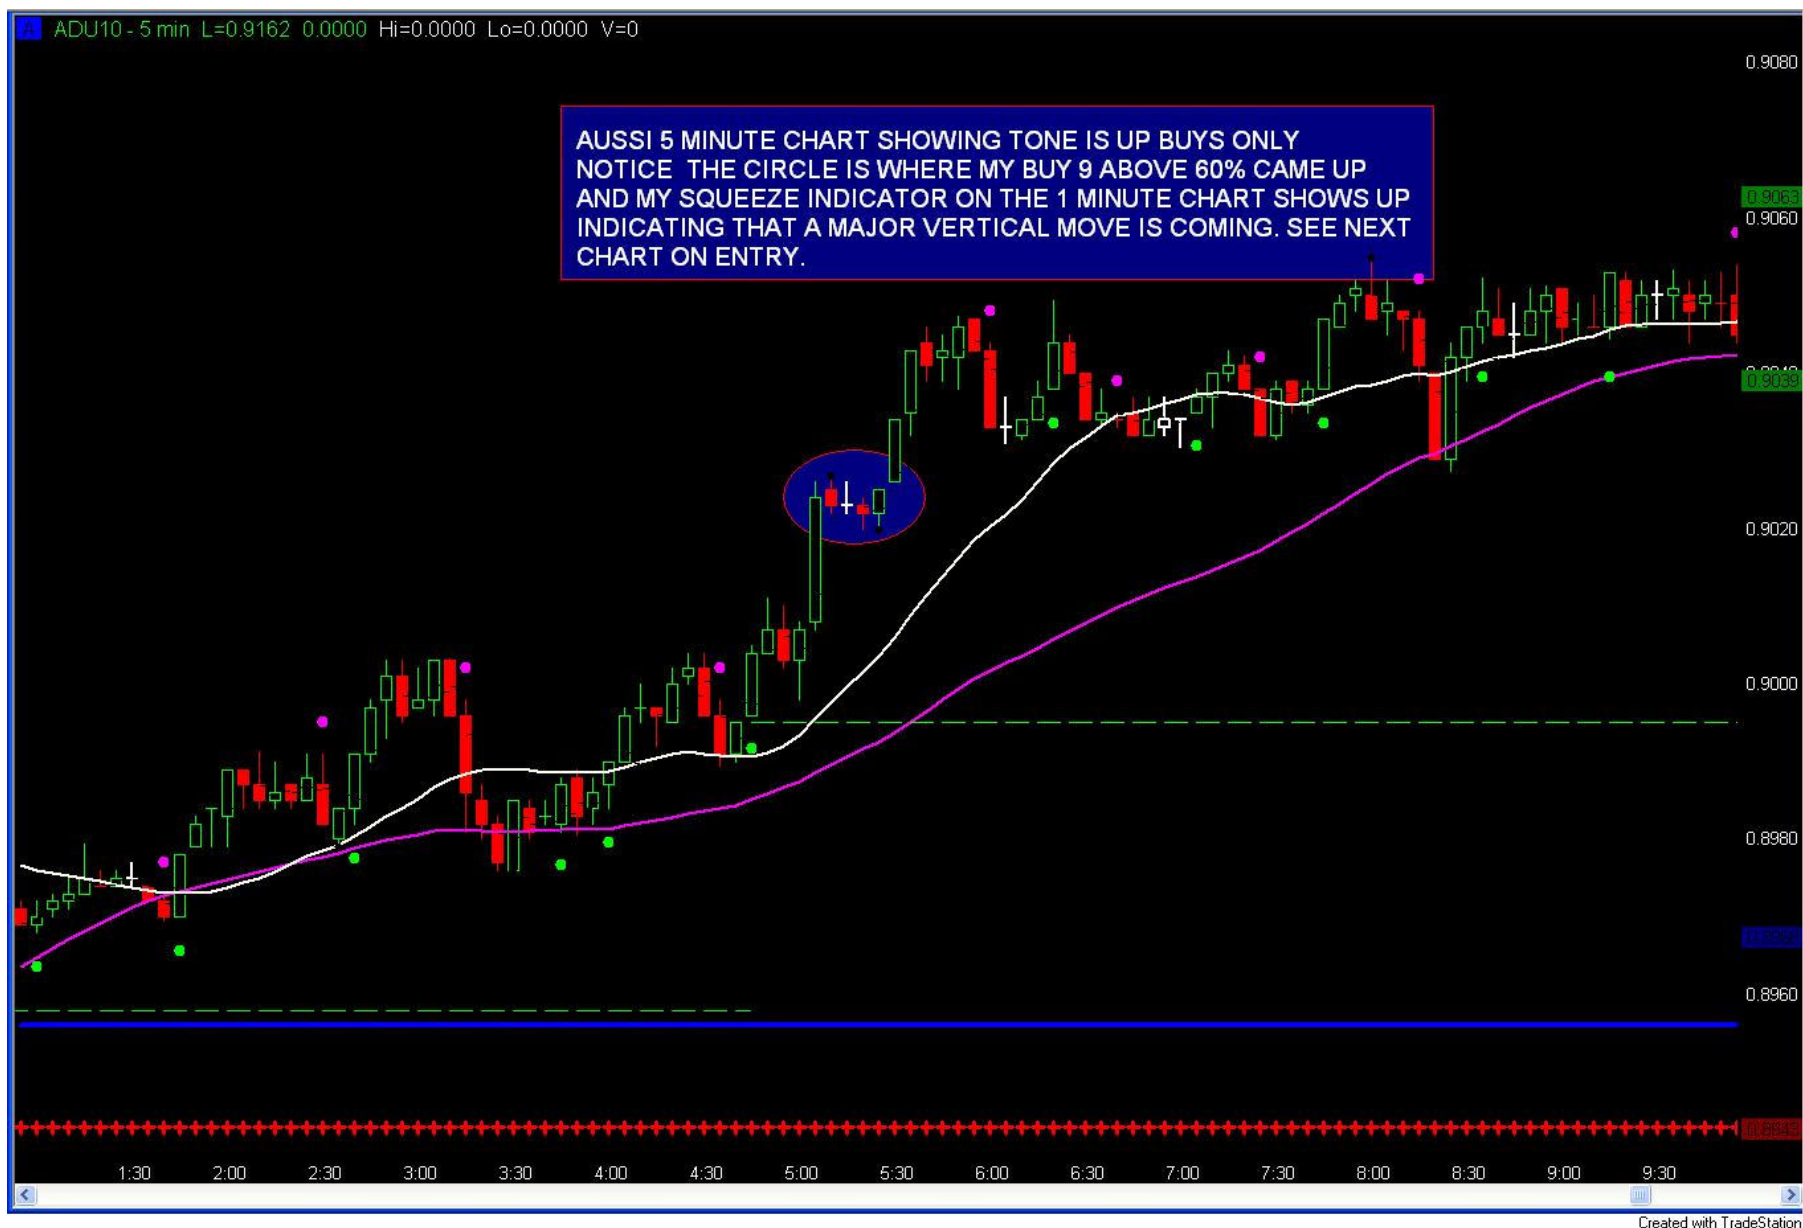 A ADU10 - 5 min L=0.9162 0.0000 Hi=0.0000 Lo=0.0000 V=0
0.9080
AUSSI 5 MINUTE CHART SHOWING TONE IS UP BUYS ONLY
NOTICE THE CIRCLE IS WHERE MY BUY 9 ABOVE 60% CAME UP
AND MY SQUEEZE INDICATOR ON THE 1 MINUTE CHART SHOWS UP
INDICATING THAT A MAJOR VERTICAL MOVE IS COMING. SEE NEXT
CHART ON ENTRY.
0.9063
0.9060
0.9039
0.9020
0.9000
0.8980
0.8960
1:30 2:00 2:30 3:00 3:30 4:00 4:30 5:00 5:30 6:00 6:30 7:00 7:30 8:00 8:30 9:00 9:30
Created with TradeStation